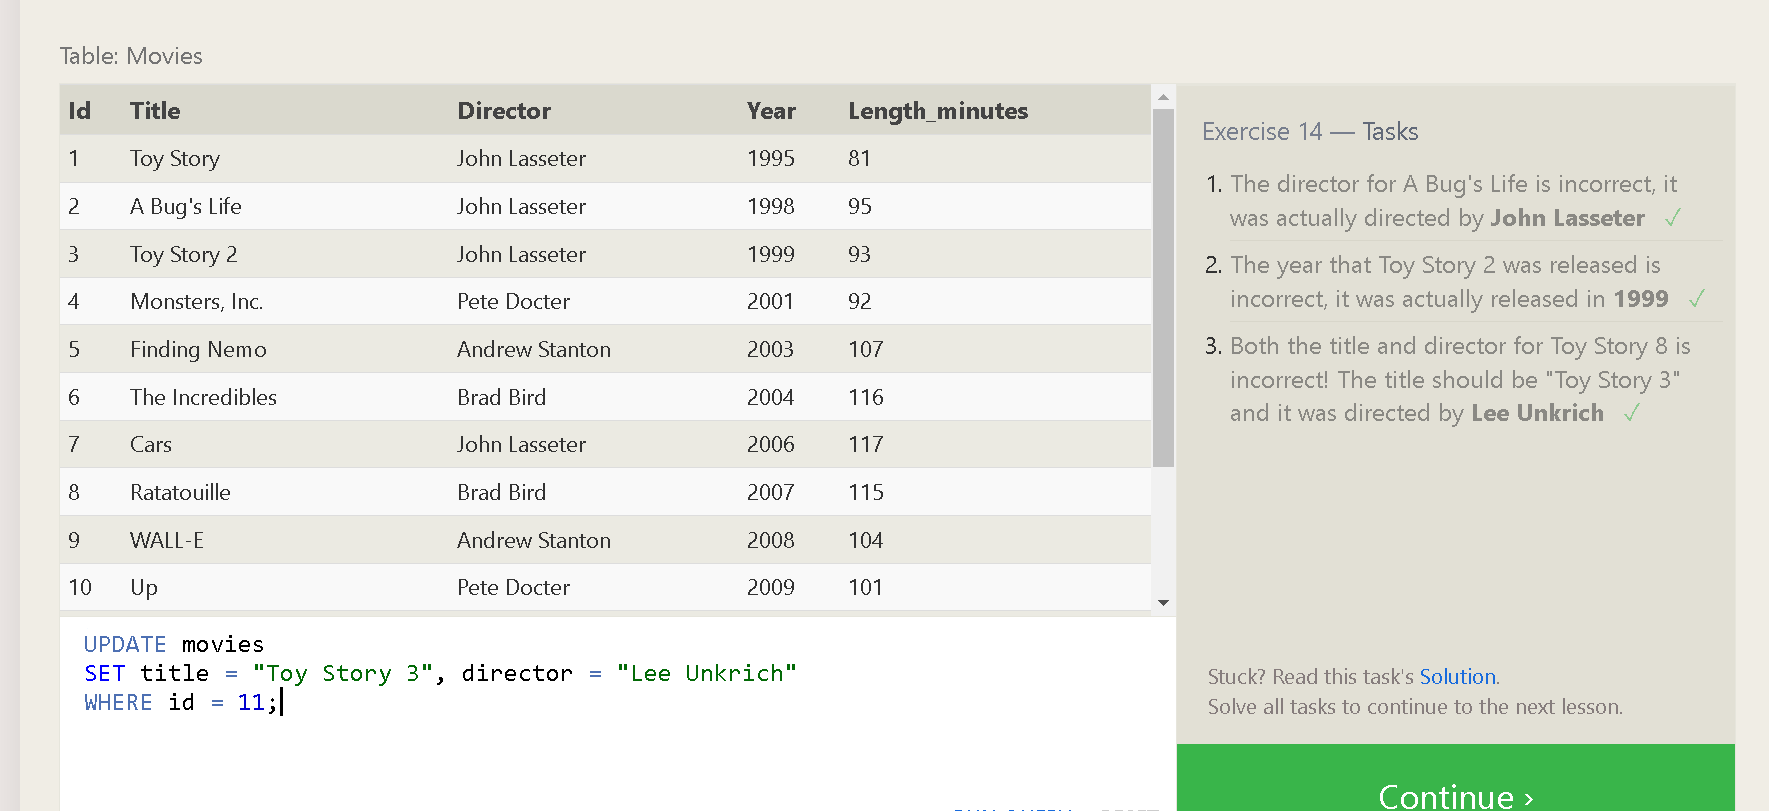 Table: Movies
Id Title Director Year Length_minutes
1 Toy Story John Lasseter 1995 81
2 A Bug's Life John Lasseter 1998 95
3 Toy Story 2 John Lasseter 1999 93
4 Monsters, Inc. Pete Docter 2001 92
5 Finding Nemo Andrew Stanton 2003 107
6 The Incredibles Brad Bird 2004 116
7 Cars John Lasseter 2006 117
8 Ratatouille Brad Bird 2007 115
9 WALL-E Andrew Stanton 2008 104
10 Up Pete Docter 2009 101
UPDATE movies
SET title = "Toy Story 3", director = "Lee Unkrich"
WHERE id = 11;
Exercise 14 — Tasks
1. The director for A Bug's Life is incorrect, it
was actually directed by John Lasseter ✓
2. The year that Toy Story 2 was released is
incorrect, it was actually released in 1999 ✓
3. Both the title and director for Toy Story 8 is
incorrect! The title should be "Toy Story 3"
and it was directed by Lee Unkrich ✓
Stuck? Read this task's Solution.
Solve all tasks to continue to the next lesson.
Continue ›